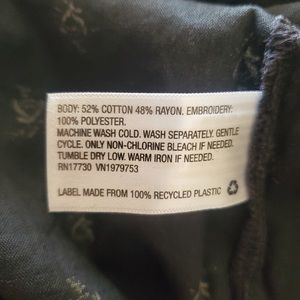 BODY: 52% COTTON 48% RAYON. EMBROIDERY:
100% POLYESTER.
MACHINE WASH COLD. WASH SEPARATELY. GENTLE
CYCLE. ONLY NON-CHLORINE BLEACH IF NEEDED.
TUMBLE DRY LOW. WARM IRON IF NEEDED.
RN17730 VN1979753
LABEL MADE FROM 100% RECYCLED PLASTIC